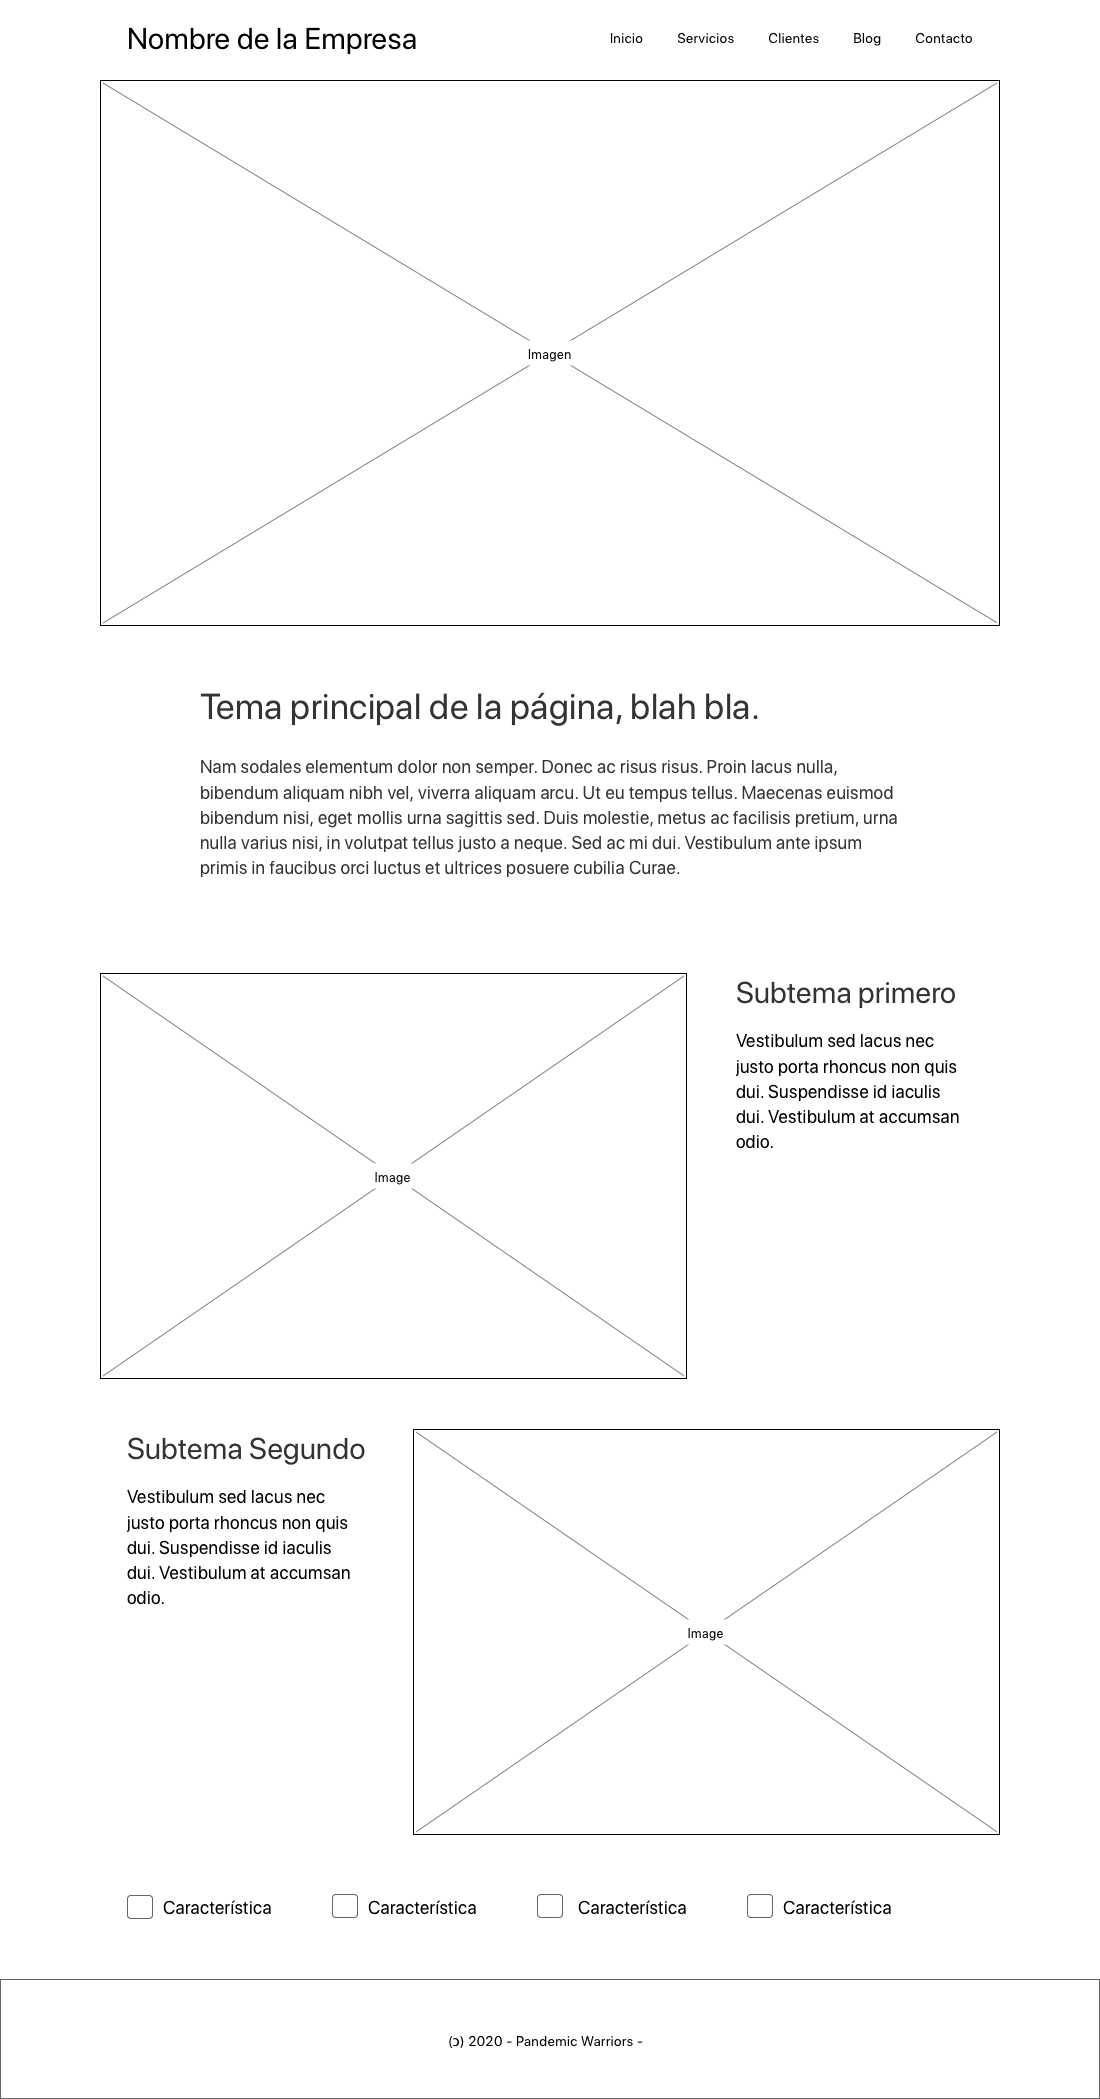 Nombre de la Empresa
Inicio Servicios Clientes Blog Contacto
Imagen
Tema principal de la página, blah bla.
Nam sodales elementum dolor non semper. Donec ac risus risus. Proin lacus nulla,
bibendum aliquam nibh vel, viverra aliquam arcu. Ut eu tempus tellus. Maecenas euismod
bibendum nisi, eget mollis urna sagittis sed. Duis molestie, metus ac facilisis pretium, urna
nulla varius nisi, in volutpat tellus justo a neque. Sed ac mi dui. Vestibulum ante ipsum
primis in faucibus orci luctus et ultrices posuere cubilia Curae.
Image
Subtema primero
Vestibulum sed lacus nec
justo porta rhoncus non quis
dui. Suspendisse id iaculis
dui. Vestibulum at accumsan
odio.
Subtema Segundo
Vestibulum sed lacus nec
justo porta rhoncus non quis
dui. Suspendisse id iaculis
dui. Vestibulum at accumsan
odio.
Image
Característica Característica Característica Característica
(ɔ) 2020 - Pandemic Warriors -